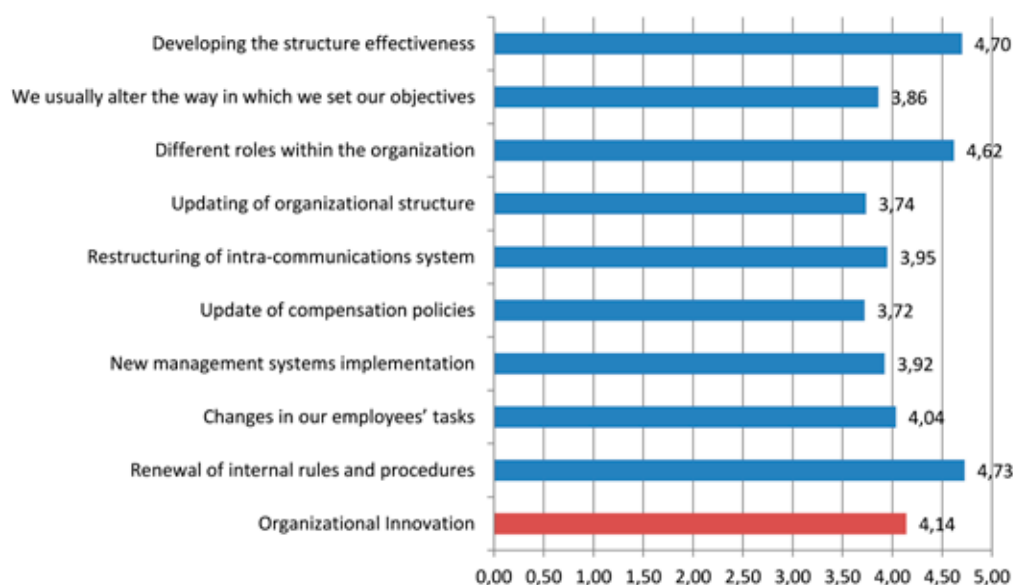 Developing the structure effectiveness 4,70
We usually alter the way in which we set our objectives 3,86
Different roles within the organization 4,62
Updating of organizational structure 3,74
Restructuring of intra-communications system 3,95
Update of compensation policies 3,72
New management systems implementation 3,92
Changes in our employees’ tasks 4,04
Renewal of internal rules and procedures 4,73
Organizational Innovation 4,14
0,00 0,50 1,00 1,50 2,00 2,50 3,00 3,50 4,00 4,50 5,00